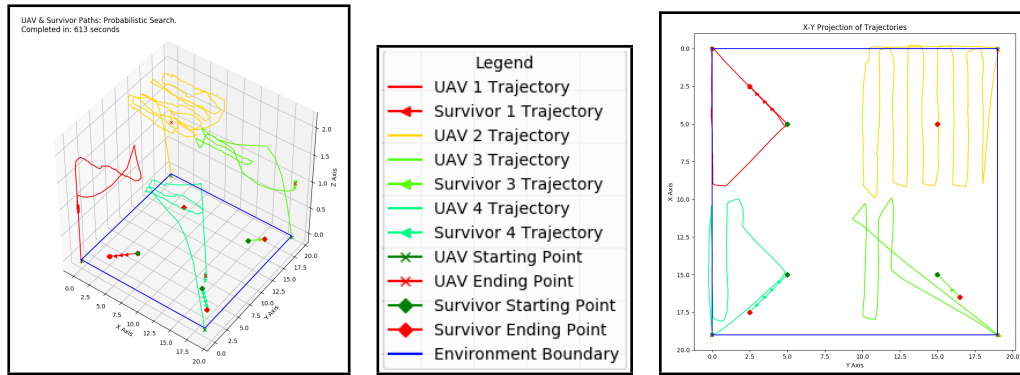 UAV & Survivor Paths: Probabilistic Search.
Completed in: 613 seconds
2.0
1.5
1.0
0.5
0.0
Z Axis
0.0
2.5
5.0
7.5
10.0
12.5
15.0
17.5
20.0
X Axis
0.0
2.5
5.0
7.5
10.0
12.5
15.0
17.5
20.0
Y Axis
Legend
UAV 1 Trajectory
Survivor 1 Trajectory
UAV 2 Trajectory
UAV 3 Trajectory
Survivor 3 Trajectory
UAV 4 Trajectory
Survivor 4 Trajectory
UAV Starting Point
UAV Ending Point
Survivor Starting Point
Survivor Ending Point
Environment Boundary
X-Y Projection of Trajectories
0.0
2.5
5.0
7.5
10.0
12.5
15.0
17.5
20.0
X Axis
0.0 2.5 5.0 7.5 10.0 12.5 15.0 17.5 20.0
Y Axis